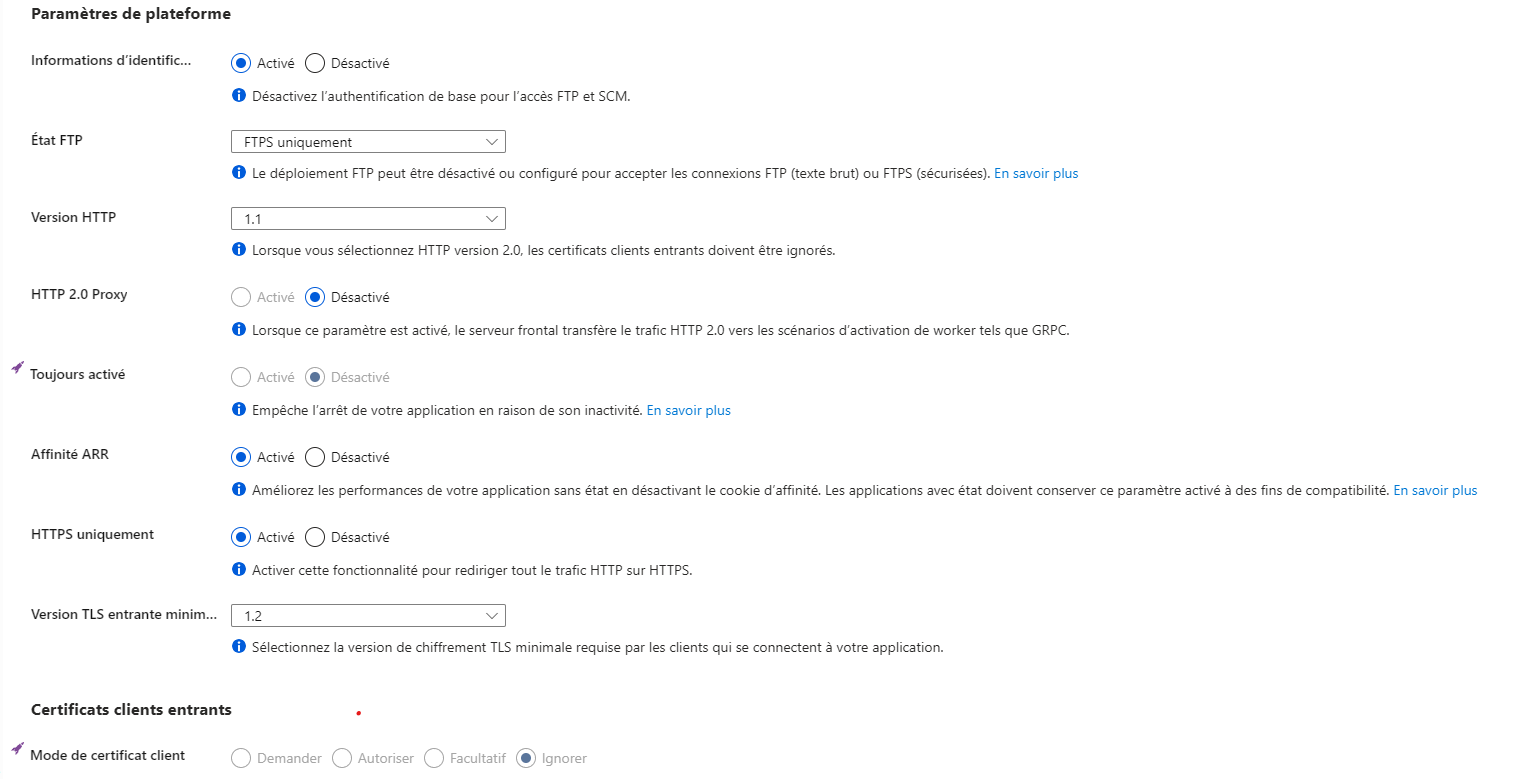 Paramètres de plateforme
Informations d’identific... Activé Désactivé
Désactivez l’authentification de base pour l’accès FTP et SCM.
État FTP FTPS uniquement
Le déploiement FTP peut être désactivé ou configuré pour accepter les connexions FTP (texte brut) ou FTPS (sécurisées). En savoir plus
Version HTTP 1.1
Lorsque vous sélectionnez HTTP version 2.0, les certificats clients entrants doivent être ignorés.
HTTP 2.0 Proxy Activé Désactivé
Lorsque ce paramètre est activé, le serveur frontal transfère le trafic HTTP 2.0 vers les scénarios d’activation de worker tels que GRPC.
Toujours activé Activé Désactivé
Empêche l’arrêt de votre application en raison de son inactivité. En savoir plus
Affinité ARR Activé Désactivé
Améliorez les performances de votre application sans état en désactivant le cookie d’affinité. Les applications avec état doivent conserver ce paramètre activé à des fins de compatibilité. En savoir plus
HTTPS uniquement Activé Désactivé
Activer cette fonctionnalité pour rediriger tout le trafic HTTP sur HTTPS.
Version TLS entrante minim... 1.2
Sélectionnez la version de chiffrement TLS minimale requise par les clients qui se connectent à votre application.
Certificats clients entrants
Mode de certificat client Demander Autoriser Facultatif Ignorer